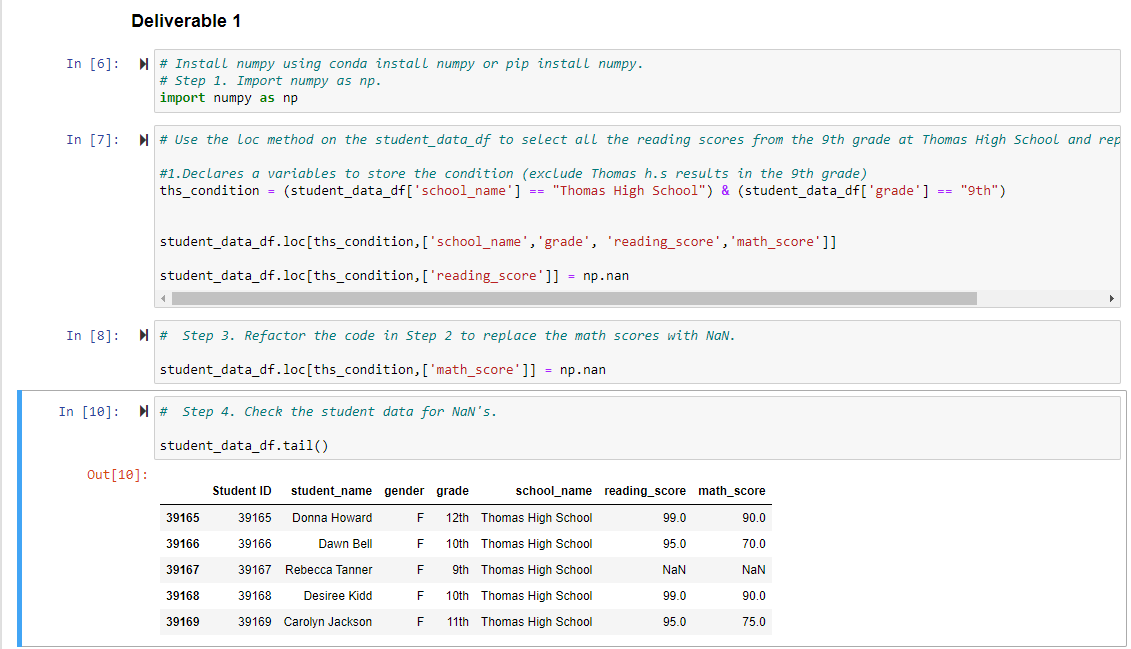 Deliverable 1
In [6]:
# Install numpy using conda install numpy or pip install numpy.
# Step 1. Import numpy as np.
import numpy as np
In [7]:
# Use the loc method on the student_data_df to select all the reading scores from the 9th grade at Thomas High School and rep
#1.Declares a variables to store the condition (exclude Thomas h.s results in the 9th grade)
ths_condition = (student_data_df['school_name'] == "Thomas High School") & (student_data_df['grade'] == "9th")
student_data_df.loc[ths_condition,['school_name','grade', 'reading_score','math_score']]
student_data_df.loc[ths_condition,['reading_score']] = np.nan
In [8]:
#  Step 3. Refactor the code in Step 2 to replace the math scores with NaN.
student_data_df.loc[ths_condition,['math_score']] = np.nan
In [10]:
#  Step 4. Check the student data for NaN's.
student_data_df.tail()
Out[10]:
Student ID student_name gender grade school_name reading_score math_score
39165 39165 Donna Howard F 12th Thomas High School 99.0 90.0
39166 39166 Dawn Bell F 10th Thomas High School 95.0 70.0
39167 39167 Rebecca Tanner F 9th Thomas High School NaN NaN
39168 39168 Desiree Kidd F 10th Thomas High School 99.0 90.0
39169 39169 Carolyn Jackson F 11th Thomas High School 95.0 75.0